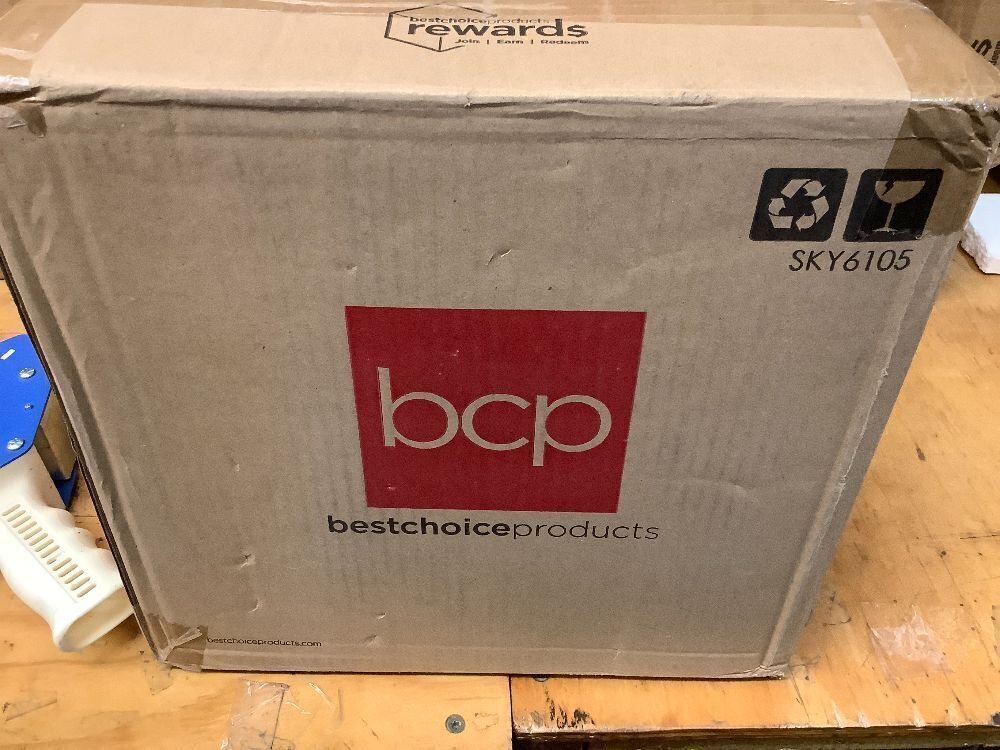 bestchoiceproducts
rewards
Join | Earn | Redeem
SKY6105
bcp
bestchoiceproducts
bestchoiceproducts.com